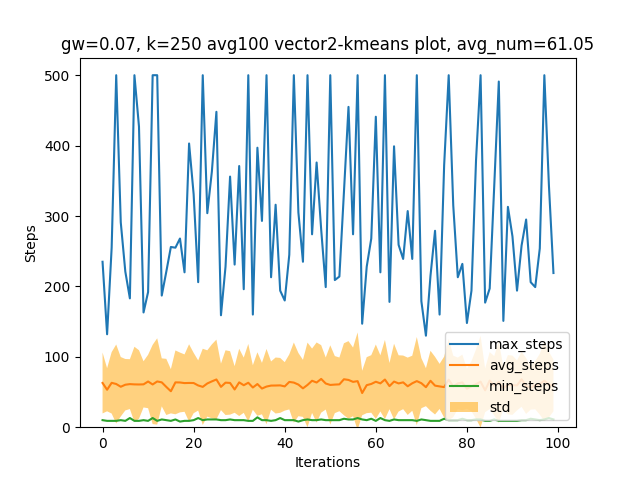 gw=0.07, k=250 avg100 vector2-kmeans plot, avg_num=61.05
500
400
300
200
100
0
Steps
max_steps
avg_steps
min_steps
std
0
20
40
60
80
100
Iterations